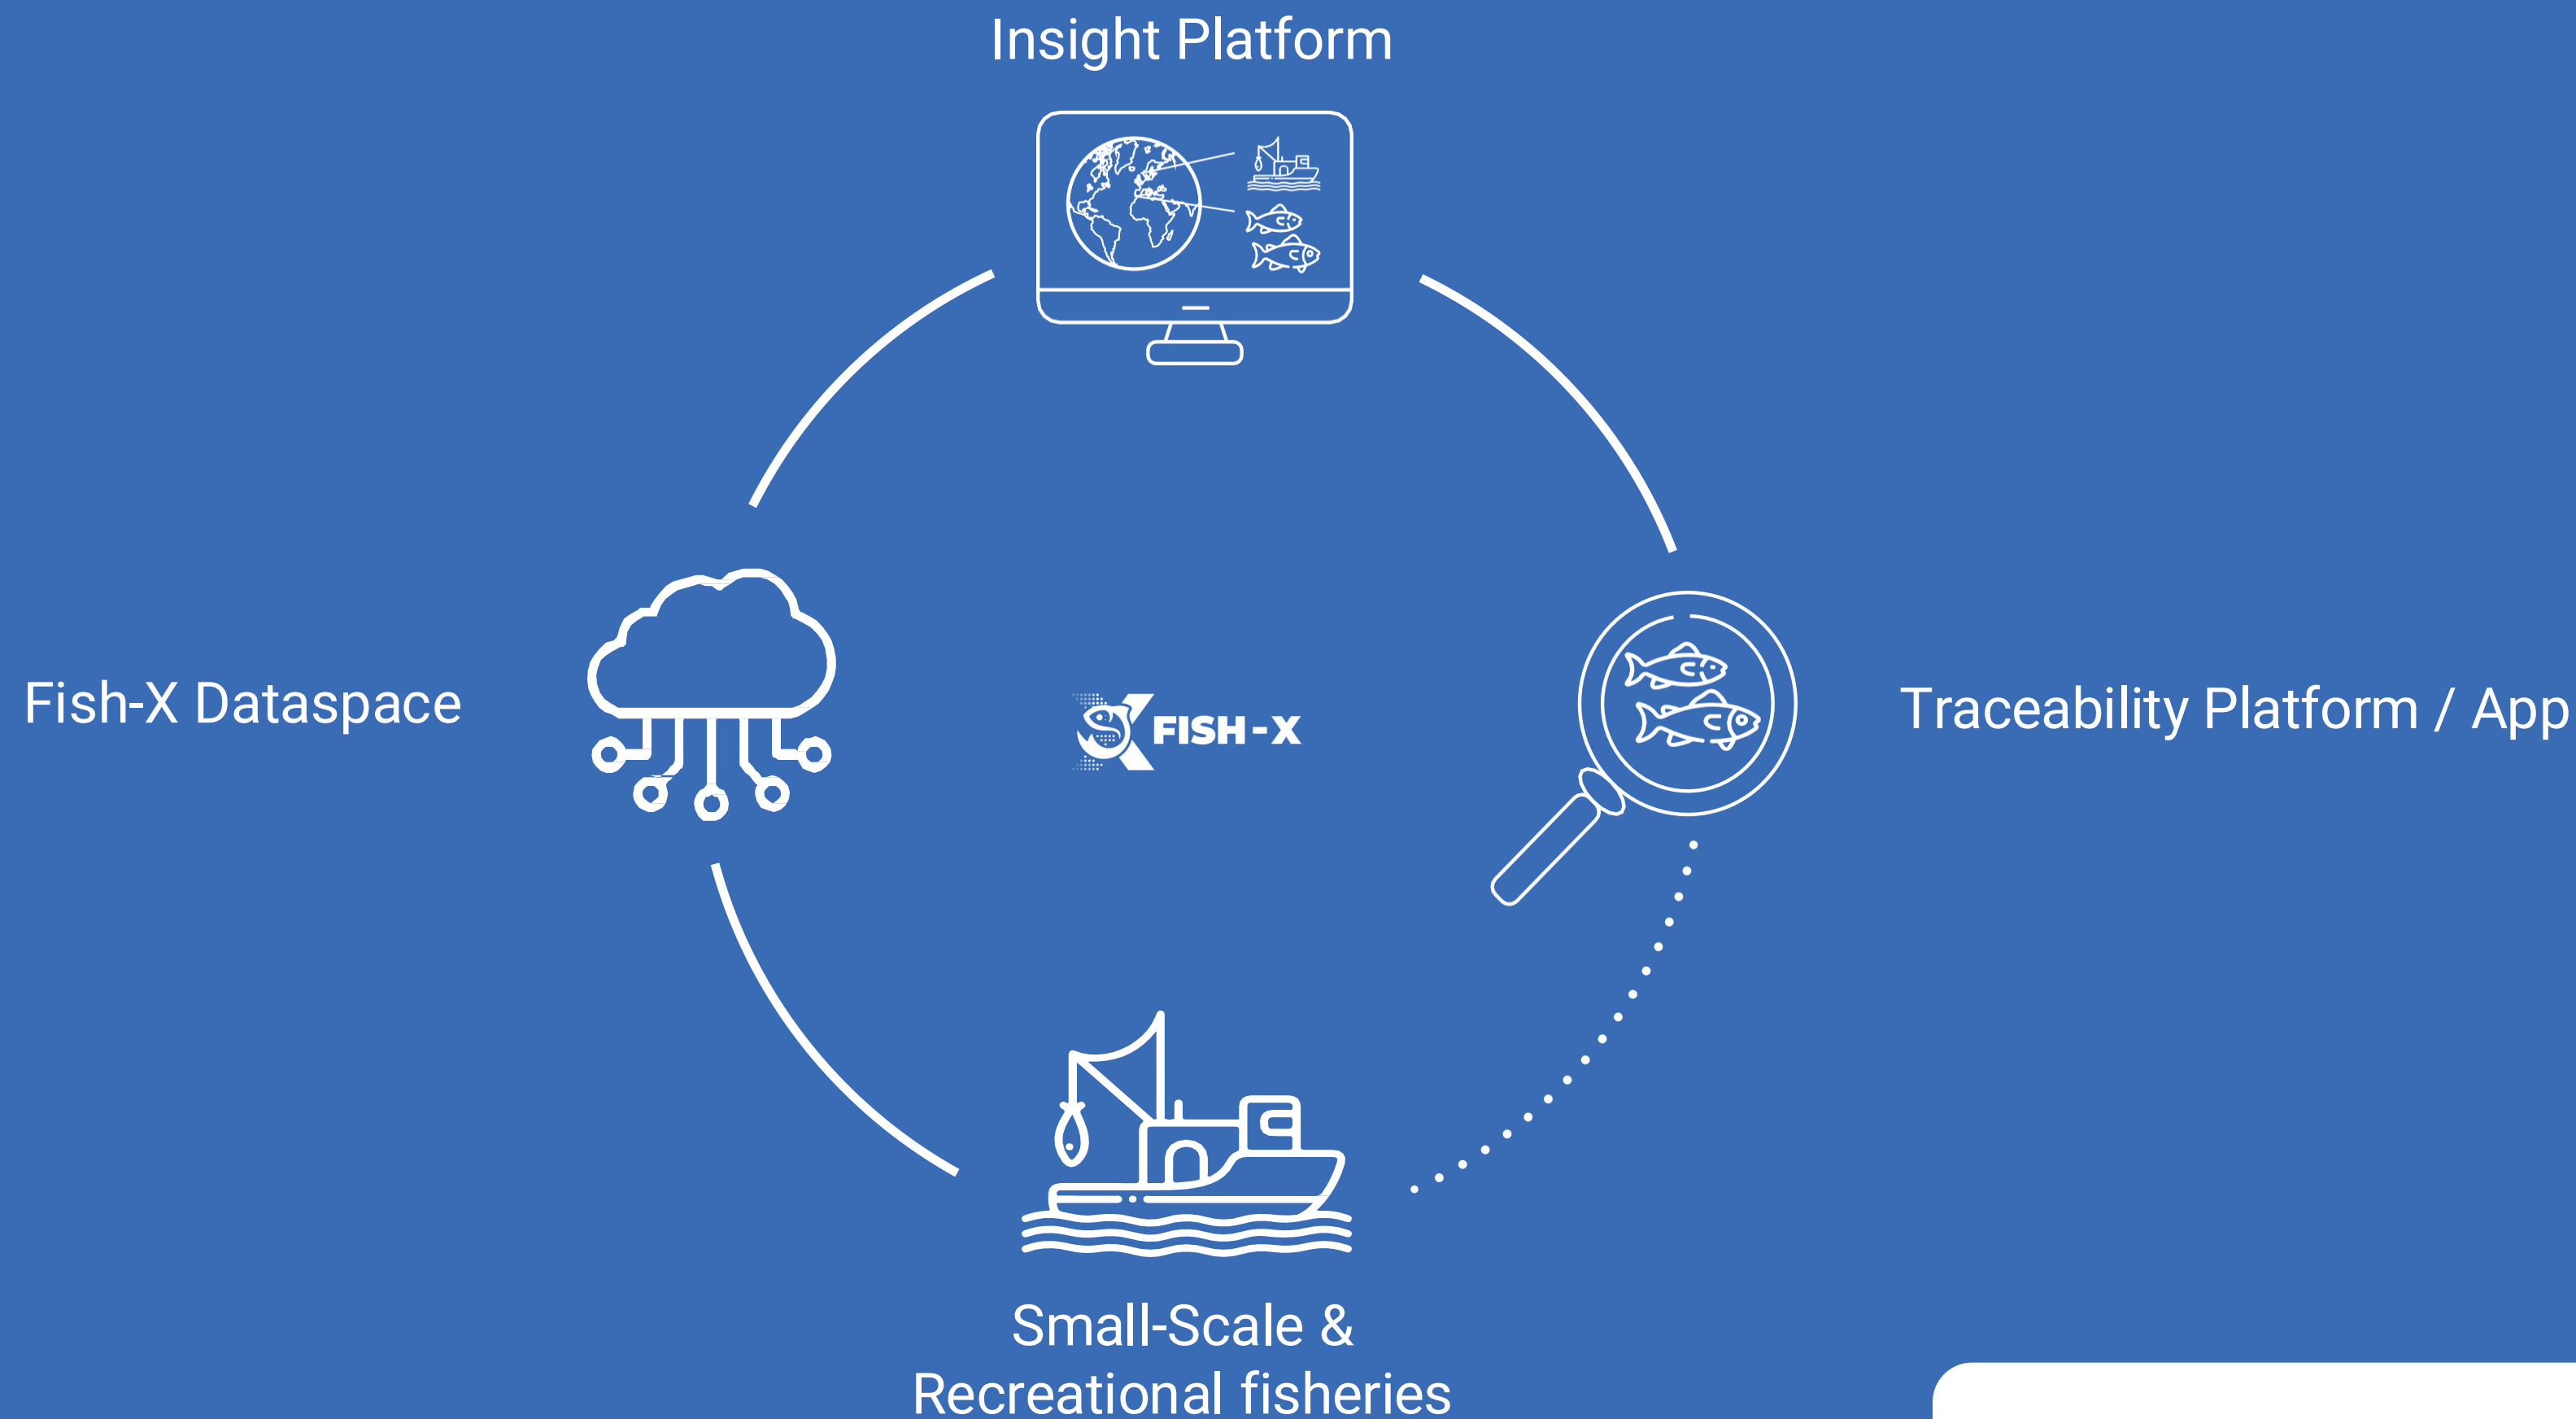 Insight Platform
Fish-X Dataspace
FISH-X
Traceability Platform / App
Small-Scale &
Recreational fisheries